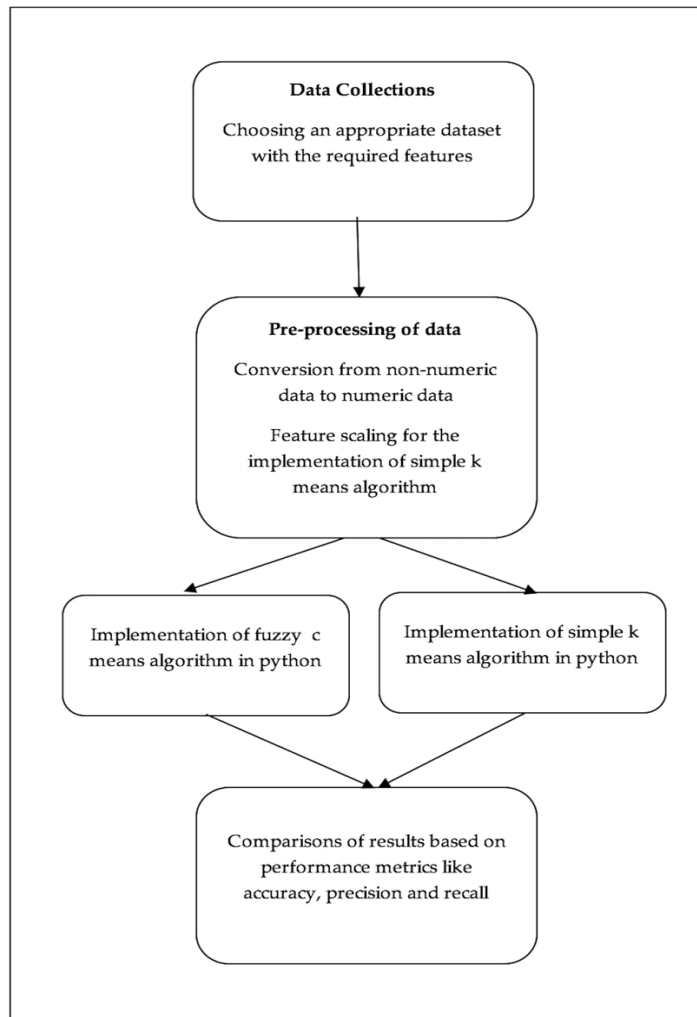 Data Collections
Choosing an appropriate dataset
with the required features
Pre-processing of data
Conversion from non-numeric
data to numeric data
Feature scaling for the
implementation of simple k
means algorithm
Implementation of fuzzy c
means algorithm in python
Implementation of simple k
means algorithm in python
Comparisons of results based on
performance metrics like
accuracy, precision and recall